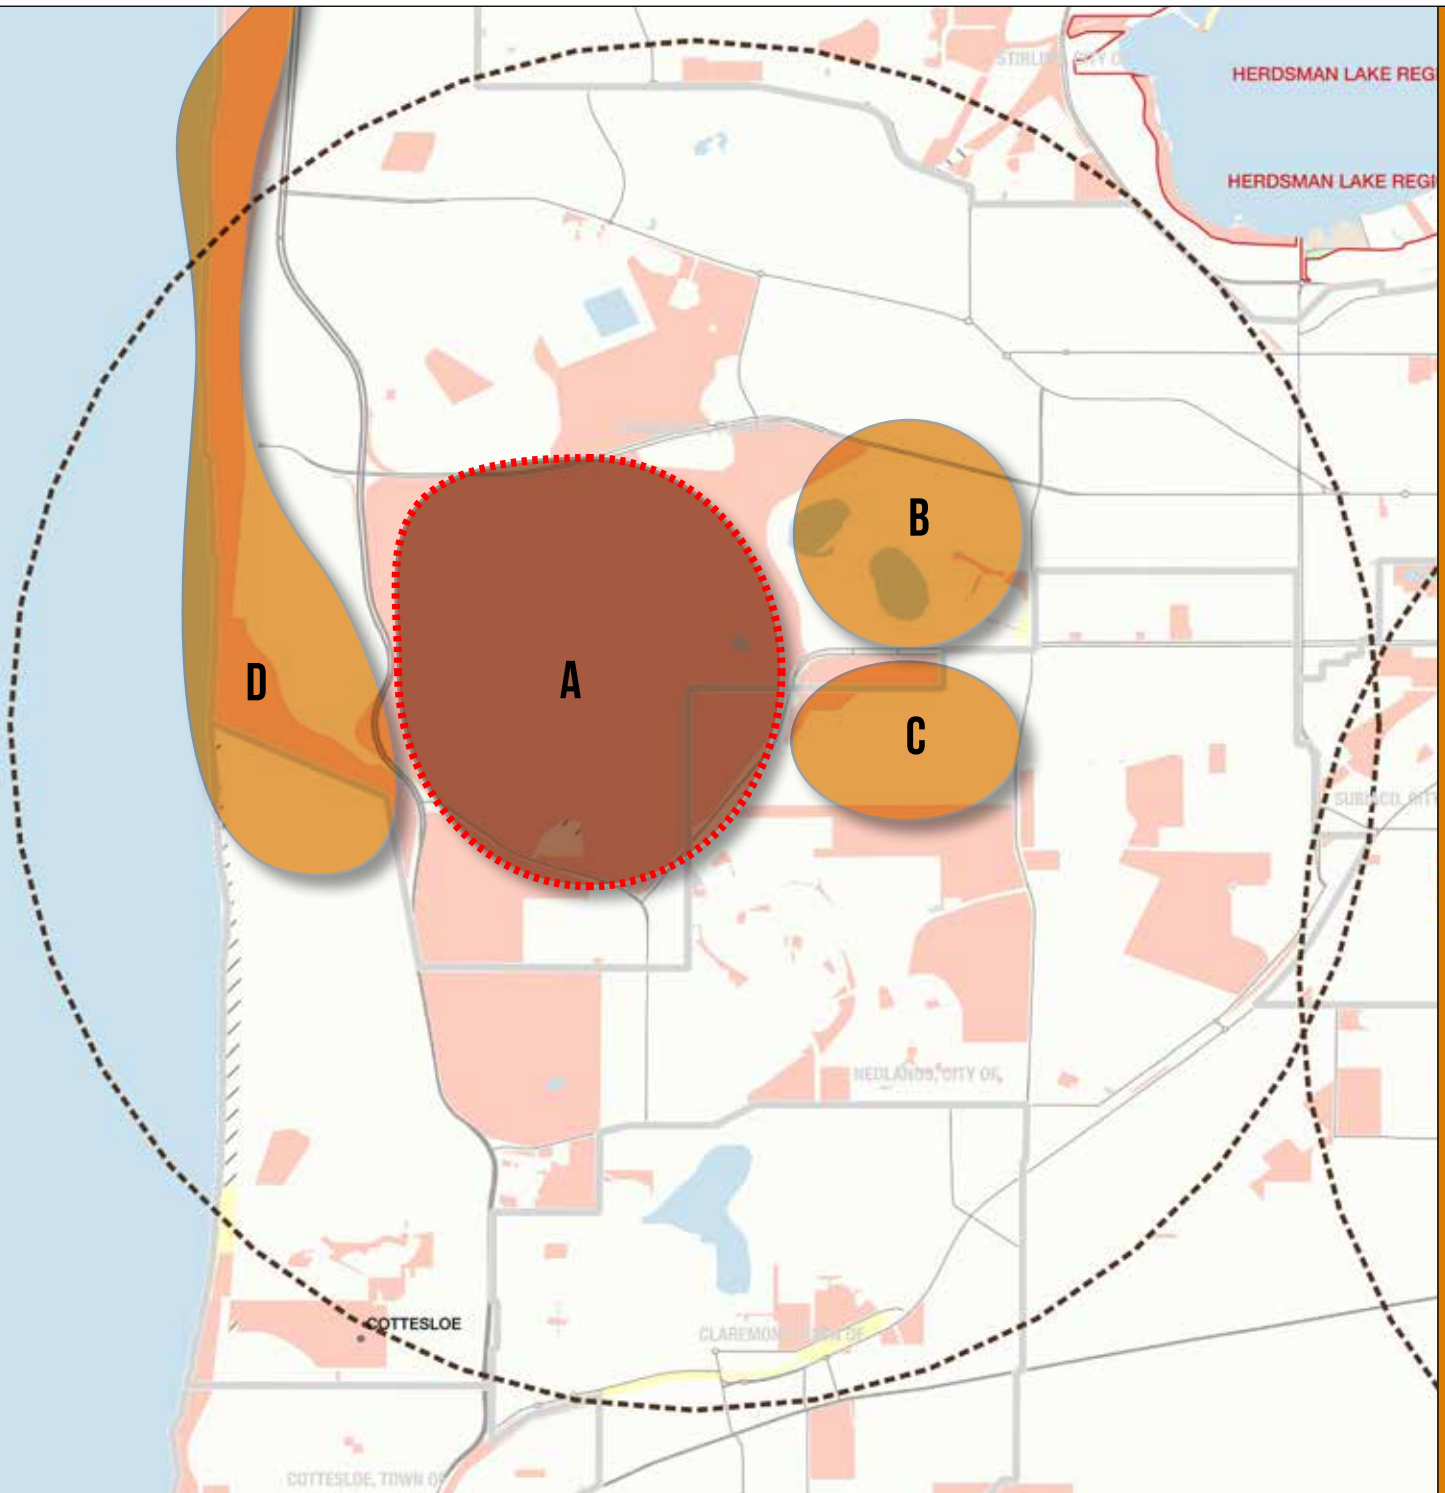 HERDSMAN LAKE REGI
HERDSMAN LAKE REGI
B
D
A
C
NEDLANDS, CITY OF,
COTTESLOE
COTTESLOE, TOWN OF